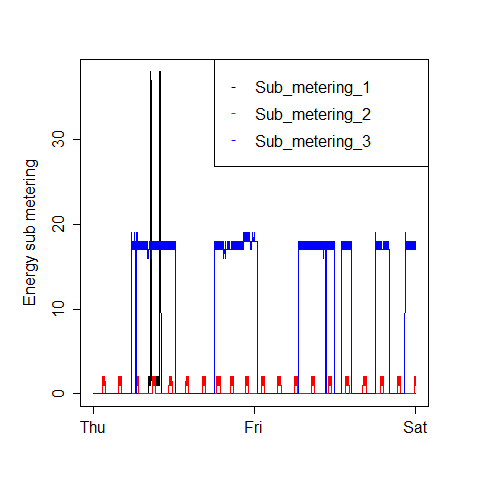 Sub_metering_1
Sub_metering_2
Sub_metering_3
Energy sub metering
30
20
10
0
Thu Fri Sat